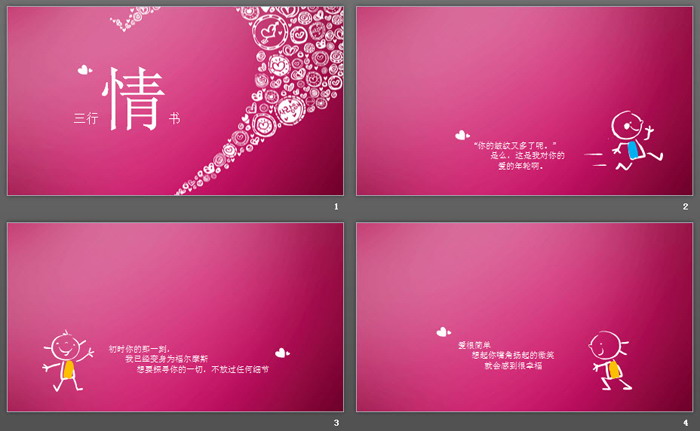 三行情书
1
"你的皱纹又多了呢。"
是么，这是我对你的
爱的年轮啊。
2
初时你的那一刻，
我已经变身为福尔摩斯
想要探寻你的一切，不放过任何细节
3
爱很简单
想起你嘴角扬起的微笑
就会感到很幸福
4